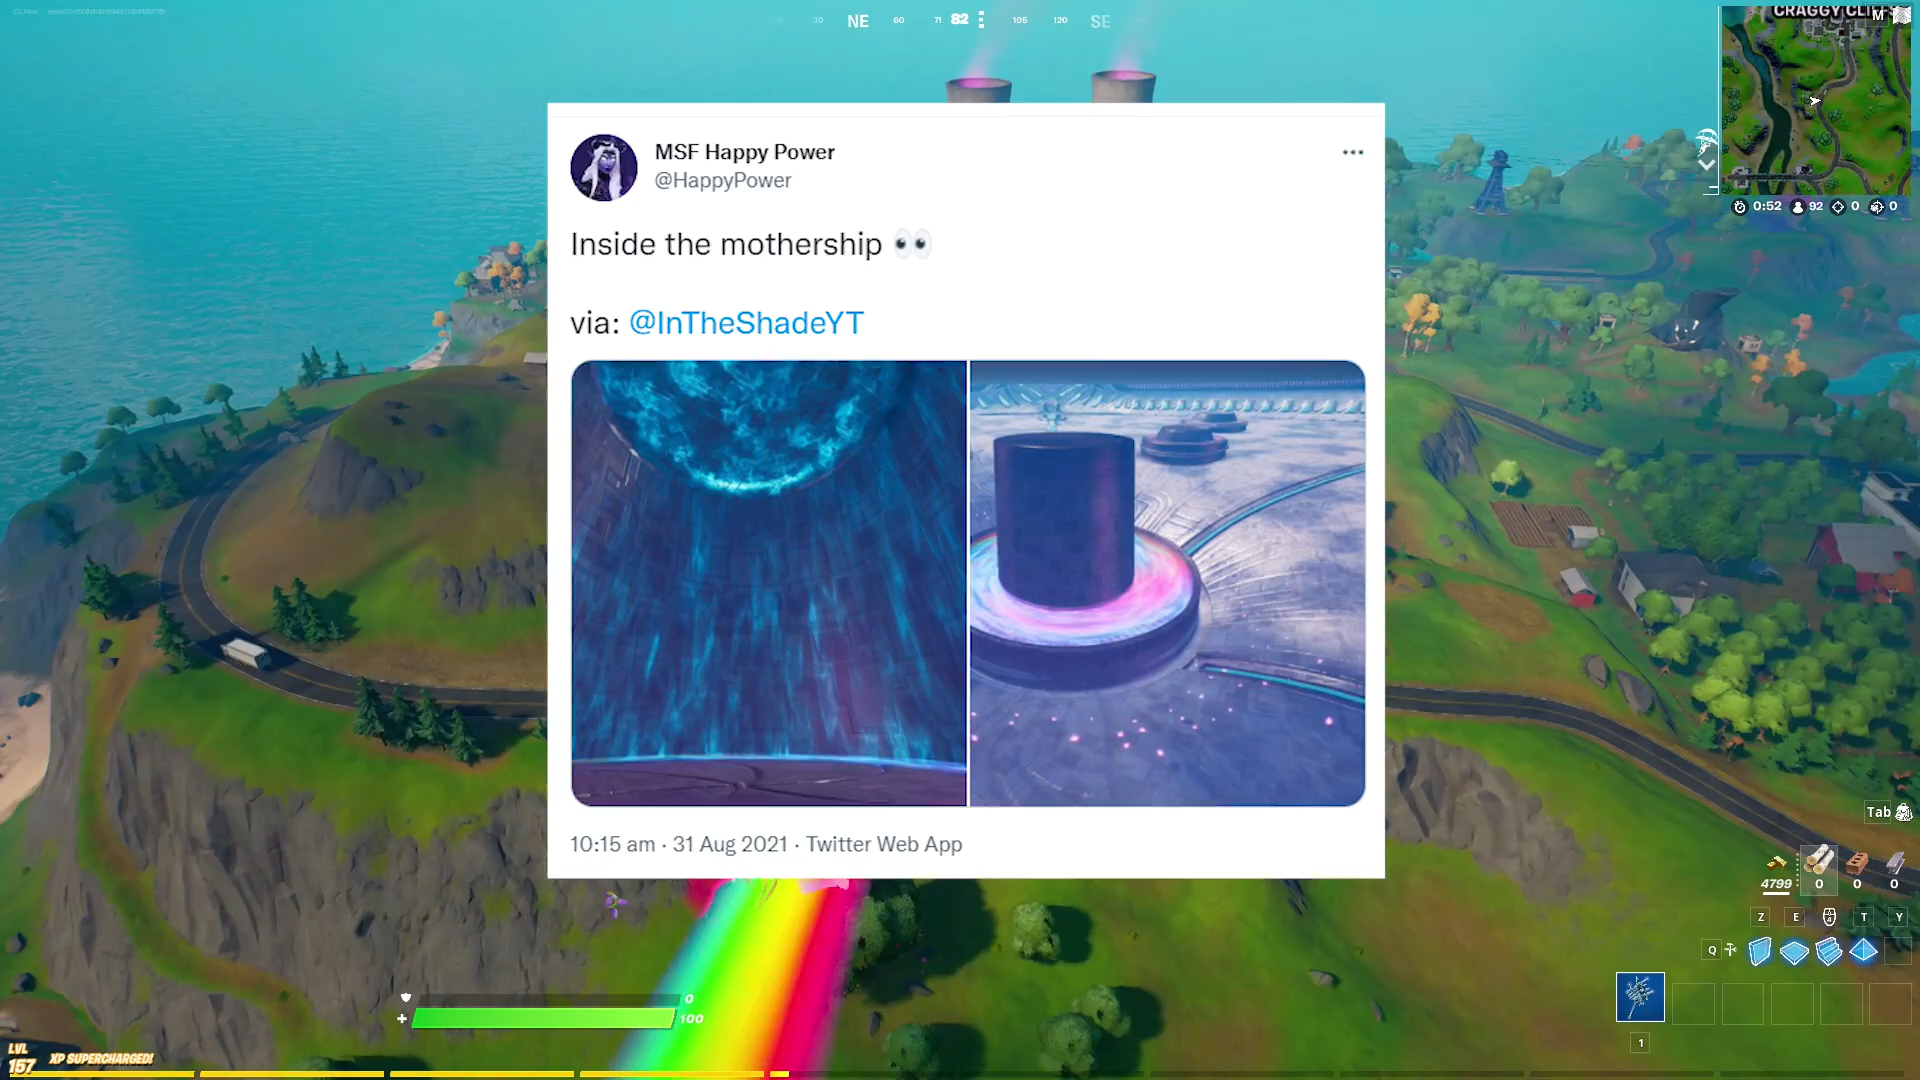 30 NE 60 82 105 120 SE
CRAGGY CLIFFS
M
0:52 92 0 0
MSF Happy Power
@HappyPower
Inside the mothership 👀
via: @InTheShadeYT
10:15 am · 31 Aug 2021 · Twitter Web App
Tab
4799 0 0 0
Z E T Y
Q
1
0
100
LVL
157 XP SUPERCHARGED!